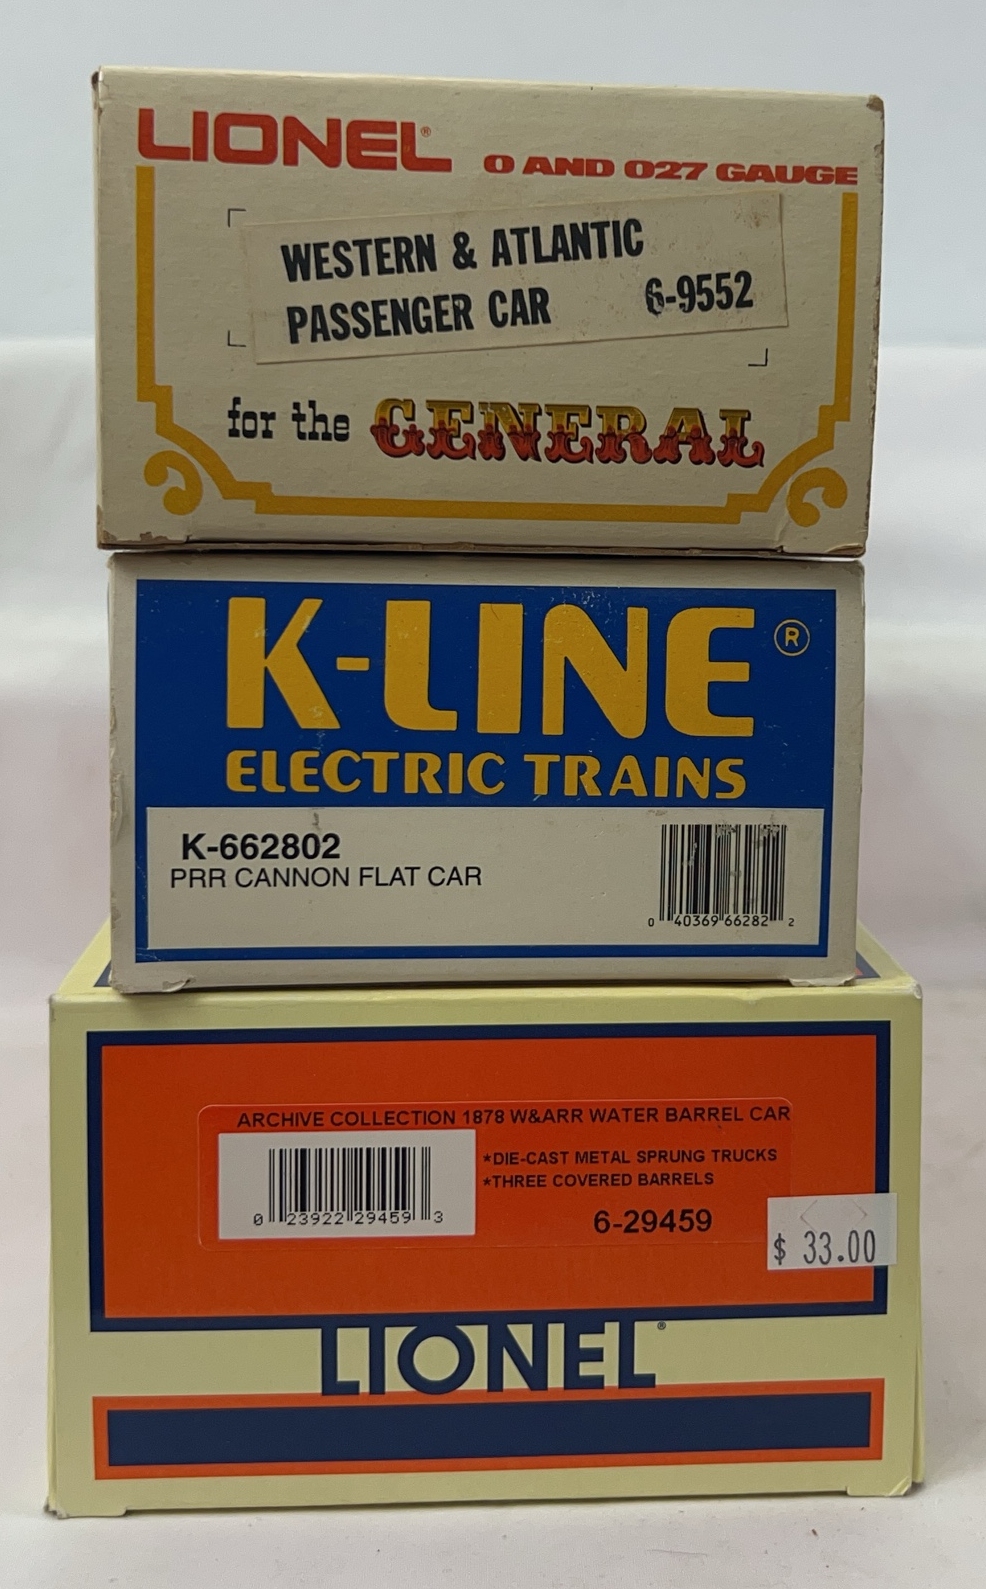 LIONEL®
O AND 027 GAUGE
WESTERN & ATLANTIC
PASSENGER CAR 6-9552
for the GENERAL
K-LINE®
ELECTRIC TRAINS
K-662802
PRR CANNON FLAT CAR
0 40369 66282 2
ARCHIVE COLLECTION 1878 W&ARR WATER BARREL CAR
*DIE-CAST METAL SPRUNG TRUCKS
*THREE COVERED BARRELS
0 23922 29459 3
6-29459
$ 33.00
LIONEL®